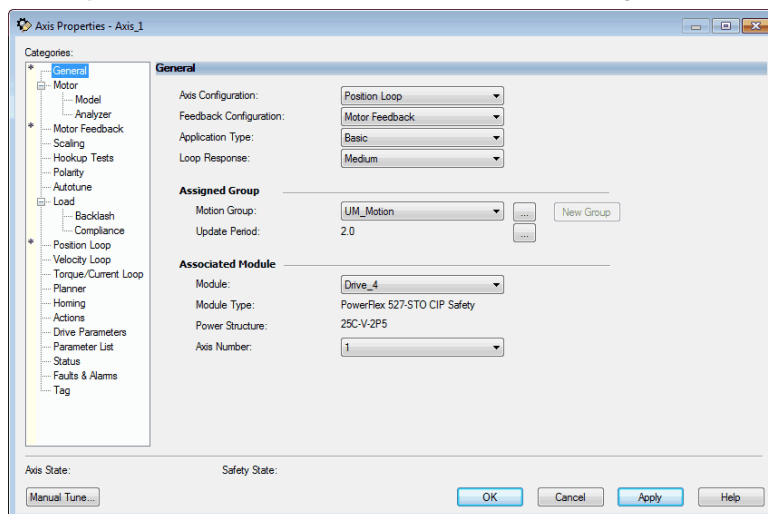 Axis Properties - Axis_1
Categories:
* General
Motor
Model
Analyzer
* Motor Feedback
Scaling
Hookup Tests
Polarity
Autotune
Load
Backlash
Compliance
* Position Loop
Velocity Loop
Torque/Current Loop
Planner
Homing
Actions
Drive Parameters
Parameter List
Status
Faults & Alarms
Tag
General
Axis Configuration: Position Loop
Feedback Configuration: Motor Feedback
Application Type: Basic
Loop Response: Medium
Assigned Group
Motion Group: UM_Motion ... New Group
Update Period: 2.0 ...
Associated Module
Module: Drive_4
Module Type: PowerFlex 527-STO CIP Safety
Power Structure: 25C-V-2P5
Axis Number: 1
Axis State: Safety State:
Manual Tune... OK Cancel Apply Help